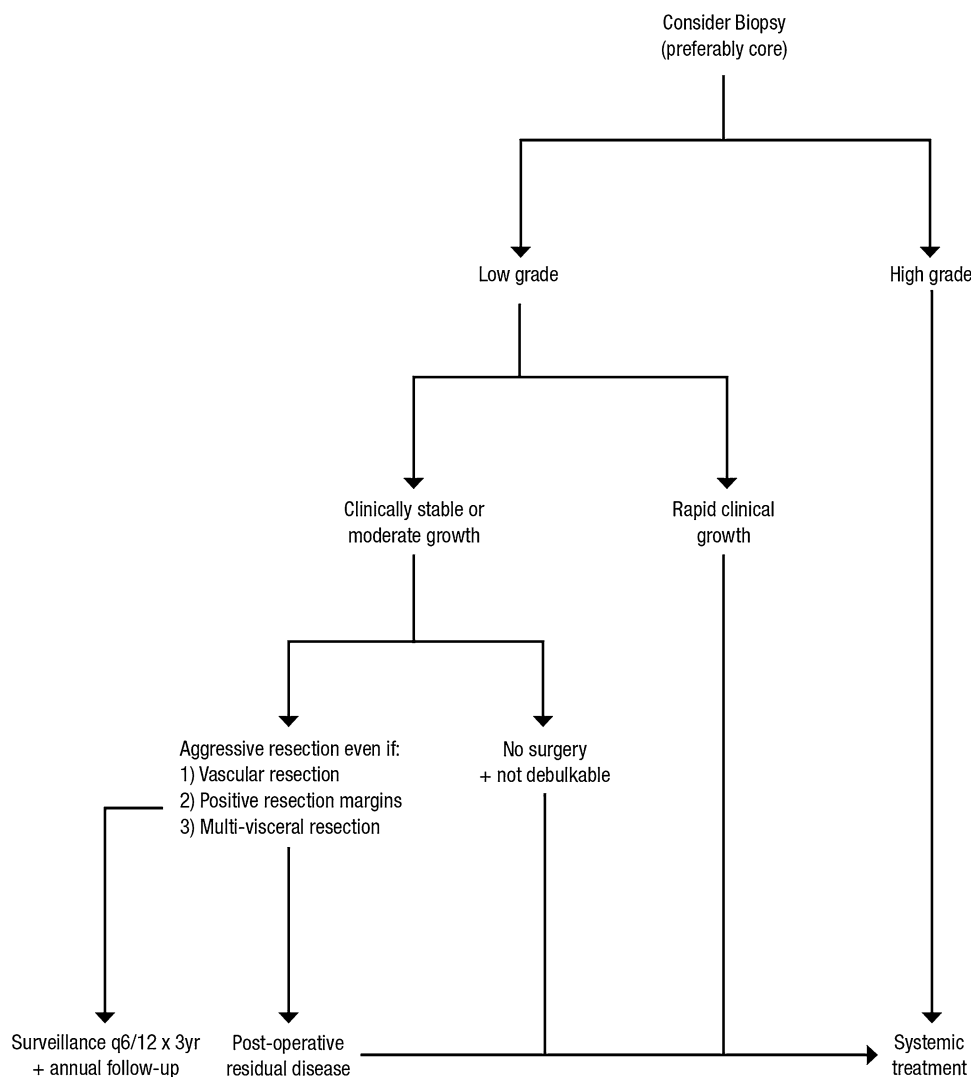 Consider Biopsy
(preferably core)
Low grade
High grade
Clinically stable or
moderate growth
Rapid clinical
growth
Aggressive resection even if:
1) Vascular resection
2) Positive resection margins
3) Multi-visceral resection
No surgery
+ not debulkable
Surveillance q6/12 x 3yr
+ annual follow-up
Post-operative
residual disease
Systemic
treatment